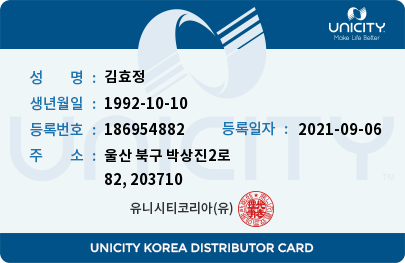 UNICITY
Make Life Better
성 명 : 김효정
생년월일 : 1992-10-10
등록번호 : 186954882 등록일자 : 2021-09-06
주 소 : 울산 북구 박상진2로
82, 203710
UNICITY
TM
유니시티코리아(유)
UNICITY KOREA DISTRIBUTOR CARD